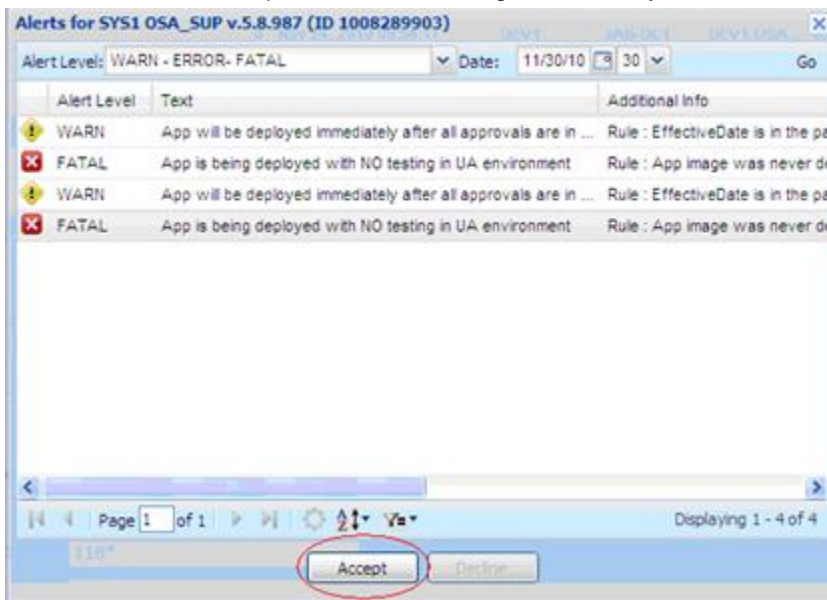 Alerts for SYS1 OSA_SUP v.5.8.987 (ID 1008289903)
Alert Level: WARN - ERROR- FATAL Date: 11/30/10 30 Go
Alert Level Text Additional Info
WARN App will be deployed immediately after all approvals are in ... Rule : EffectiveDate is in the pa
FATAL App is being deployed with NO testing in UA environment Rule : App image was never de
WARN App will be deployed immediately after all approvals are in ... Rule : EffectiveDate is in the pa
FATAL App is being deployed with NO testing in UA environment Rule : App image was never de
Page 1 of 1 Displaying 1 - 4 of 4
Accept Decline